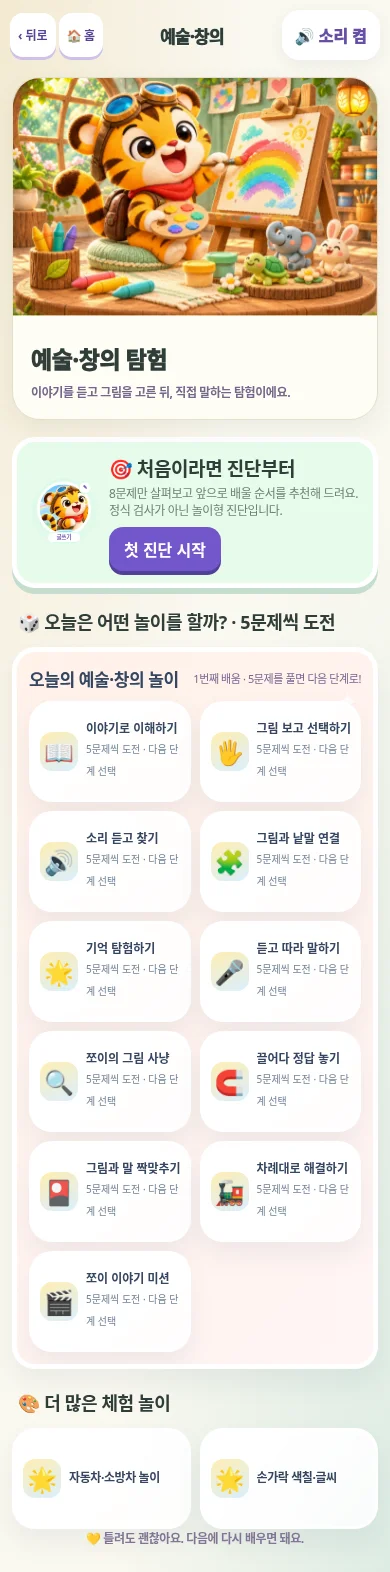 ‹ 뒤로
🏠 홈
예술·창의
🔊 소리 켬
예술·창의 탐험
이야기를 듣고 그림을 고른 뒤, 직접 말하는 탐험이에요.
글쓰기
🎯 처음이라면 진단부터
8문제만 살펴보고 앞으로 배울 순서를 추천해 드려요.
정식 검사가 아닌 놀이형 진단입니다.
첫 진단 시작
🎲 오늘은 어떤 놀이를 할까? · 5문제씩 도전
오늘의 예술·창의 놀이
1번째 배움 · 5문제를 풀면 다음 단계로!
이야기로 이해하기
5문제씩 도전 · 다음 단
계 선택
그림 보고 선택하기
5문제씩 도전 · 다음 단
계 선택
소리 듣고 찾기
5문제씩 도전 · 다음 단
계 선택
그림과 낱말 연결
5문제씩 도전 · 다음 단
계 선택
기억 탐험하기
5문제씩 도전 · 다음 단
계 선택
듣고 따라 말하기
5문제씩 도전 · 다음 단
계 선택
쪼이의 그림 사냥
5문제씩 도전 · 다음 단
계 선택
끌어다 정답 놓기
5문제씩 도전 · 다음 단
계 선택
그림과 말 짝맞추기
5문제씩 도전 · 다음 단
계 선택
차례대로 해결하기
5문제씩 도전 · 다음 단
계 선택
쪼이 이야기 미션
5문제씩 도전 · 다음 단
계 선택
🎨 더 많은 체험 놀이
자동차·소방차 놀이
손가락 색칠·글씨
💛 틀려도 괜찮아요. 다음에 다시 배우면 돼요.